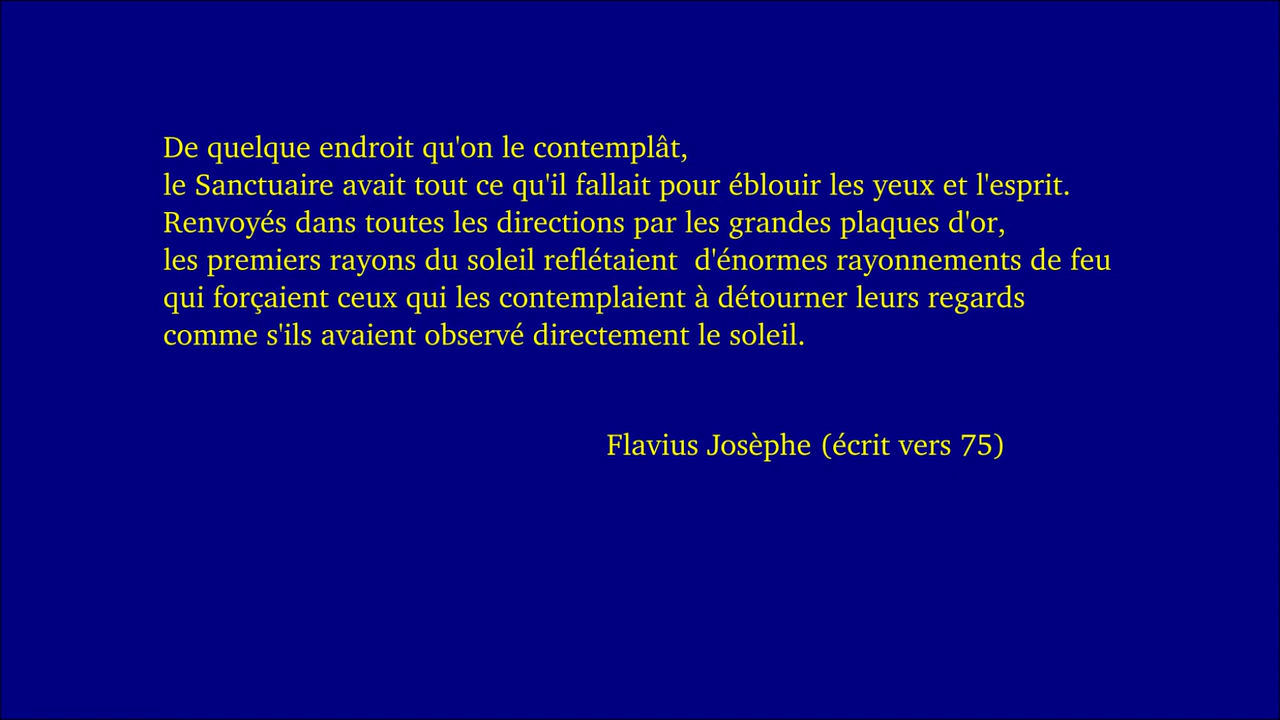 De quelque endroit qu'on le contemplât,
le Sanctuaire avait tout ce qu'il fallait pour éblouir les yeux et l'esprit.
Renvoyés dans toutes les directions par les grandes plaques d'or,
les premiers rayons du soleil reflétaient  d'énormes rayonnements de feu
qui forçaient ceux qui les contemplaient à détourner leurs regards
comme s'ils avaient observé directement le soleil.
Flavius Josèphe (écrit vers 75)